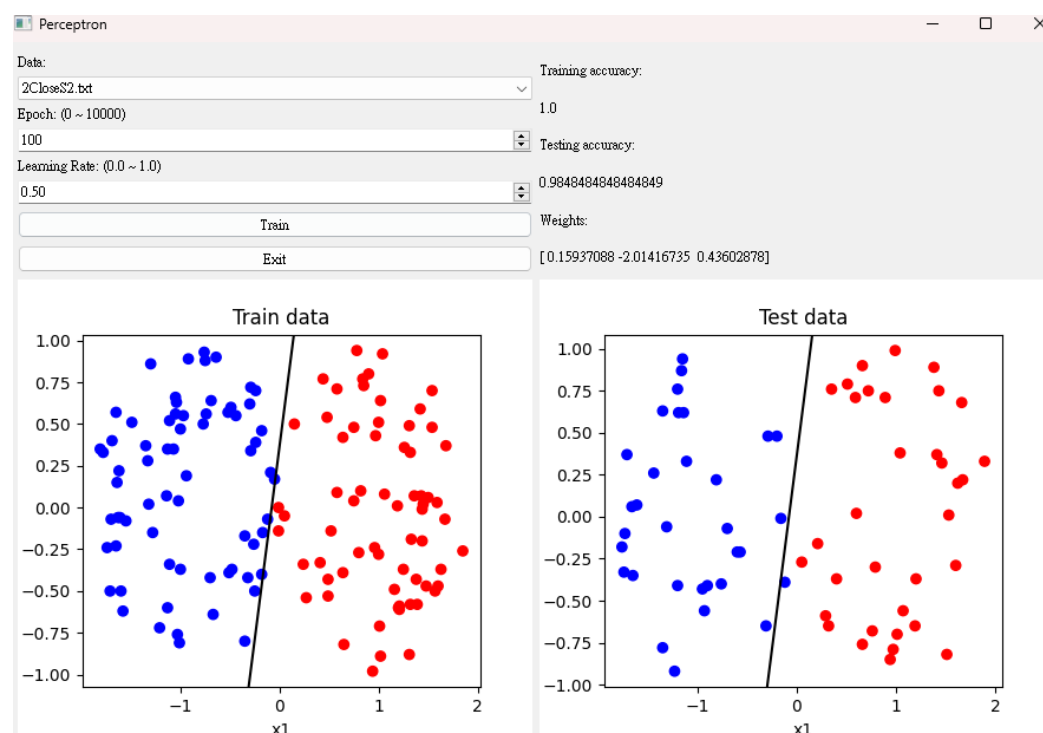 Perceptron
Data:
2CloseS2.txt
Epoch: (0 ~ 10000)
100
Learning Rate: (0.0 ~ 1.0)
0.50
Train
Exit
Training accuracy:
1.0
Testing accuracy:
0.9848484848484849
Weights:
[ 0.15937088 -2.01416735 0.43602878]
Train data
1.00
0.75
0.50
0.25
0.00
−0.25
−0.50
−0.75
−1.00
−1 0 1 2
x1
Test data
1.00
0.75
0.50
0.25
0.00
−0.25
−0.50
−0.75
−1.00
−1 0 1 2
x1